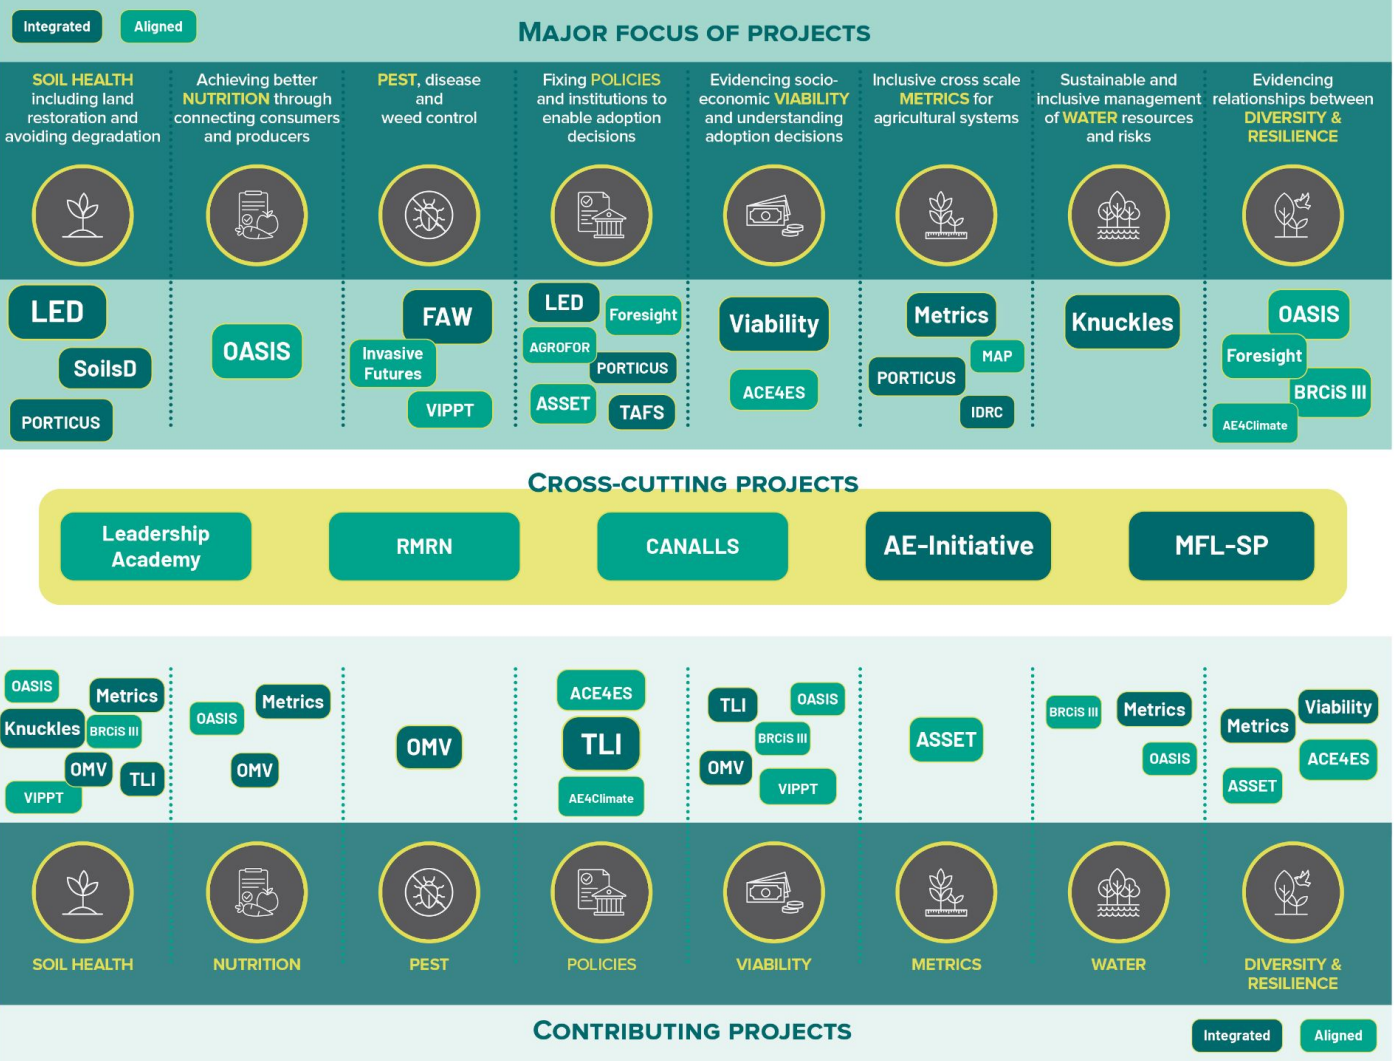 Integrated
Aligned
MAJOR FOCUS OF PROJECTS
SOIL HEALTH
including land
restoration and
avoiding degradation
Achieving better
NUTRITION through
connecting consumers
and producers
PEST, disease
and
weed control
Fixing POLICIES
and institutions to
enable adoption
decisions
Evidencing socio-
economic VIABILITY
and understanding
adoption decisions
Inclusive cross scale
METRICS for
agricultural systems
Sustainable and
inclusive management
of WATER resources
and risks
Evidencing
relationships between
DIVERSITY &
RESILIENCE
LED
SoilsD
PORTICUS
OASIS
FAW
Invasive
Futures
VIPPT
LED
Foresight
AGROFOR
PORTICUS
ASSET
TAFS
Viability
ACE4ES
Metrics
MAP
PORTICUS
IDRC
Knuckles
OASIS
Foresight
BRCiS III
AE4Climate
CROSS-CUTTING PROJECTS
Leadership
Academy
RMRN
CANALLS
AE-Initiative
MFL-SP
OASIS
Metrics
Knuckles
BRCiS III
OMV
TLI
VIPPT
OASIS
Metrics
OMV
OMV
ACE4ES
TLI
AE4Climate
TLI
OASIS
BRCiS III
OMV
VIPPT
ASSET
BRCiS III
Metrics
OASIS
Viability
Metrics
ACE4ES
ASSET
SOIL HEALTH
NUTRITION
PEST
POLICIES
VIABILITY
METRICS
WATER
DIVERSITY &
RESILIENCE
CONTRIBUTING PROJECTS
Integrated
Aligned